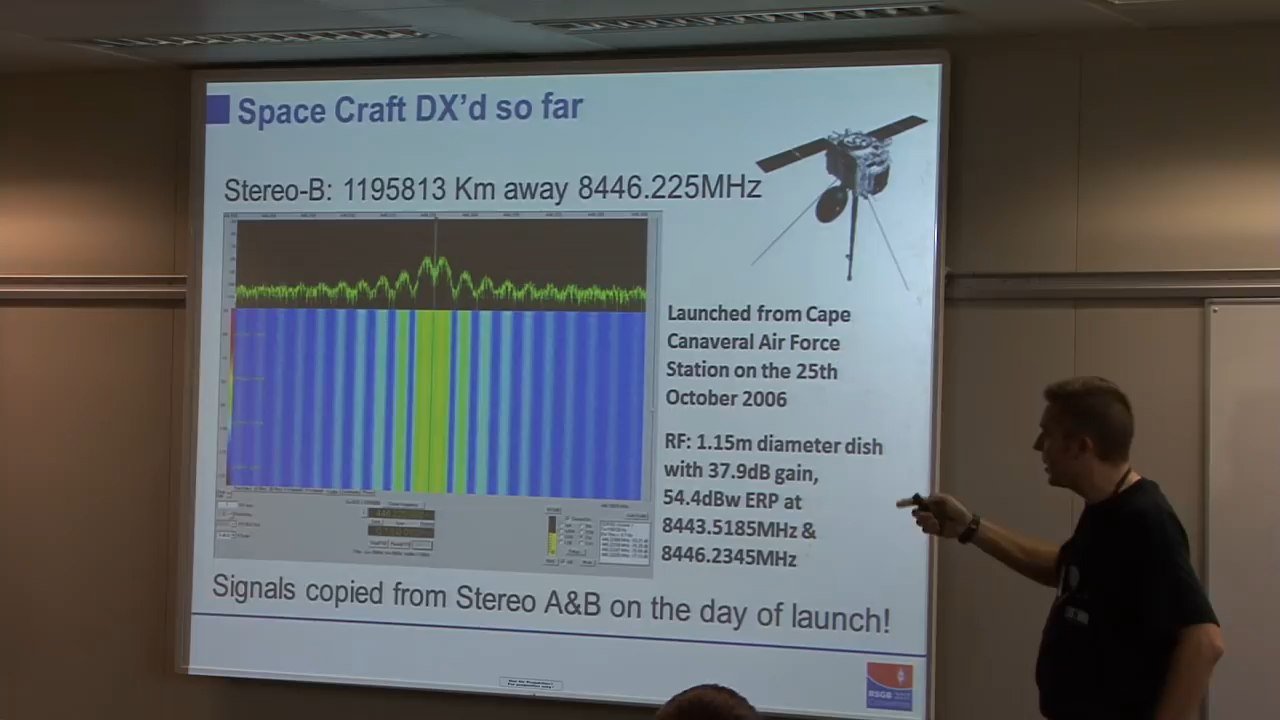 Space Craft DX'd so far
Stereo-B: 1195813 Km away 8446.225MHz
Launched from Cape
Canaveral Air Force
Station on the 25th
October 2006
RF: 1.15m diameter dish
with 37.9dB gain,
54.4dBw ERP at
8443.5185MHz &
8446.2345MHz
Signals copied from Stereo A&B on the day of launch!
RSGB